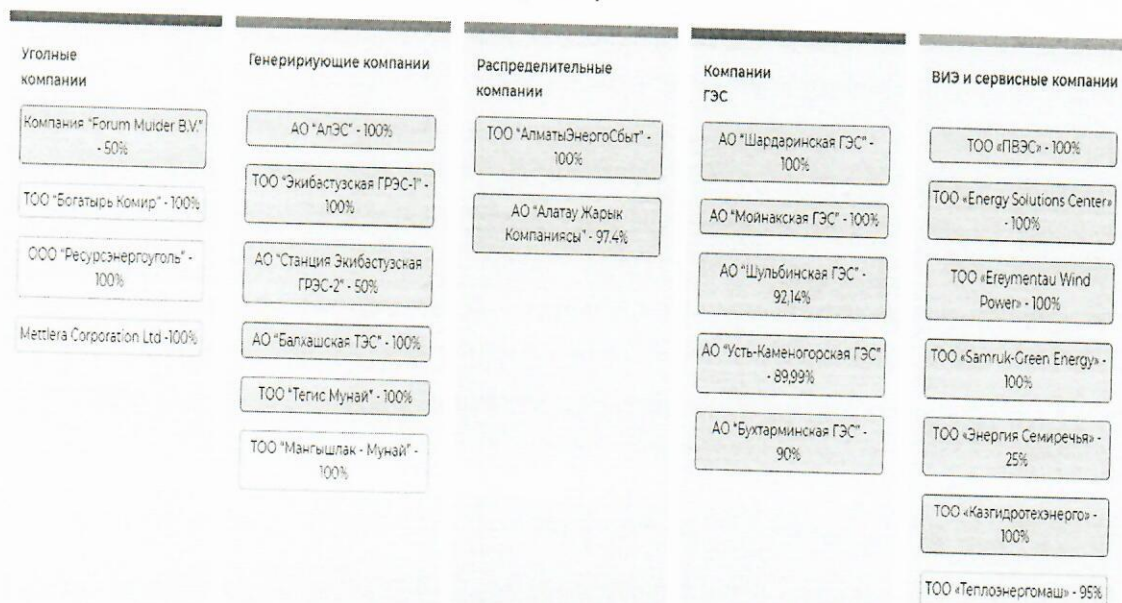 Уголные
компании
Компания "Forum Muider B.V."
- 50%
ТОО "Богатырь Комир" - 100%
ООО "Ресурсэнергоуголь" -
100%
Mettlera Corporation Ltd -100%
Генеририующие компании
АО "АлЭС" - 100%
ТОО "Экибастузская ГРЭС-1" -
100%
АО "Станция Экибастузская
ГРЭС-2" - 50%
АО "Балхашская ТЭС" - 100%
ТОО "Тегис Мунай" - 100%
ТОО "Мангышлак - Мунай" -
100%
Распределительные
компании
ТОО "АлматыЭнергоСбыт" -
100%
АО "Алатау Жарык
Компаниясы" - 97.4%
Компании
ГЭС
АО "Шардаринская ГЭС" -
100%
АО "Мойнакская ГЭС" - 100%
АО "Шульбинская ГЭС" -
92,14%
АО "Усть-Каменогорская ГЭС"
- 89,99%
АО "Бухтарминская ГЭС" -
90%
ВИЭ и сервисные компании
ТОО «ПВЭС» - 100%
ТОО «Energy Solutions Center»
- 100%
ТОО «Ereymentau Wind
Power» - 100%
ТОО «Samruk-Green Energy» -
100%
ТОО «Энергия Семиречья» -
25%
ТОО «Казгидротехэнерго» -
100%
ТОО «Теплоэнергомаш» - 95%